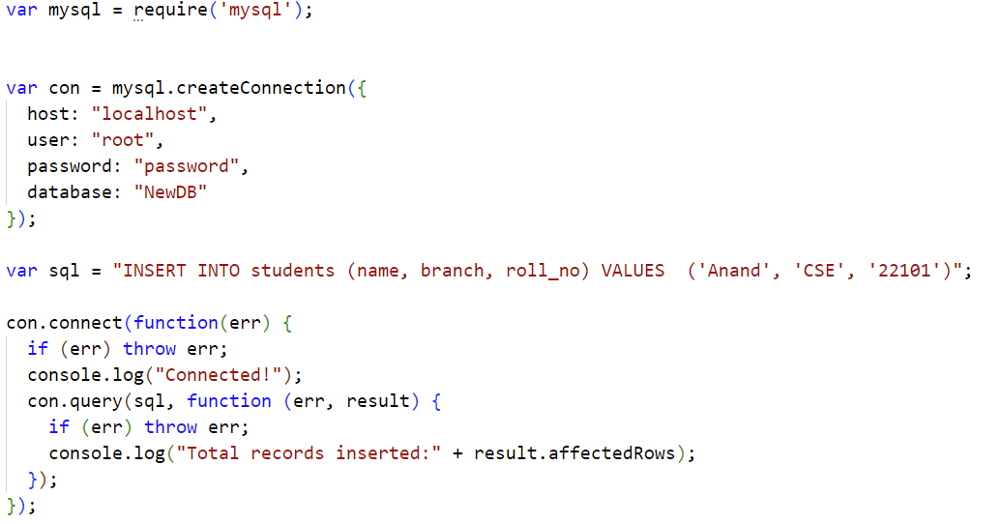 var mysql = require('mysql');
var con = mysql.createConnection({
  host: "localhost",
  user: "root",
  password: "password",
  database: "NewDB"
});
var sql = "INSERT INTO students (name, branch, roll_no) VALUES  ('Anand', 'CSE', '22101')";
con.connect(function(err) {
  if (err) throw err;
  console.log("Connected!");
  con.query(sql, function (err, result) {
    if (err) throw err;
    console.log("Total records inserted:" + result.affectedRows);
  });
});